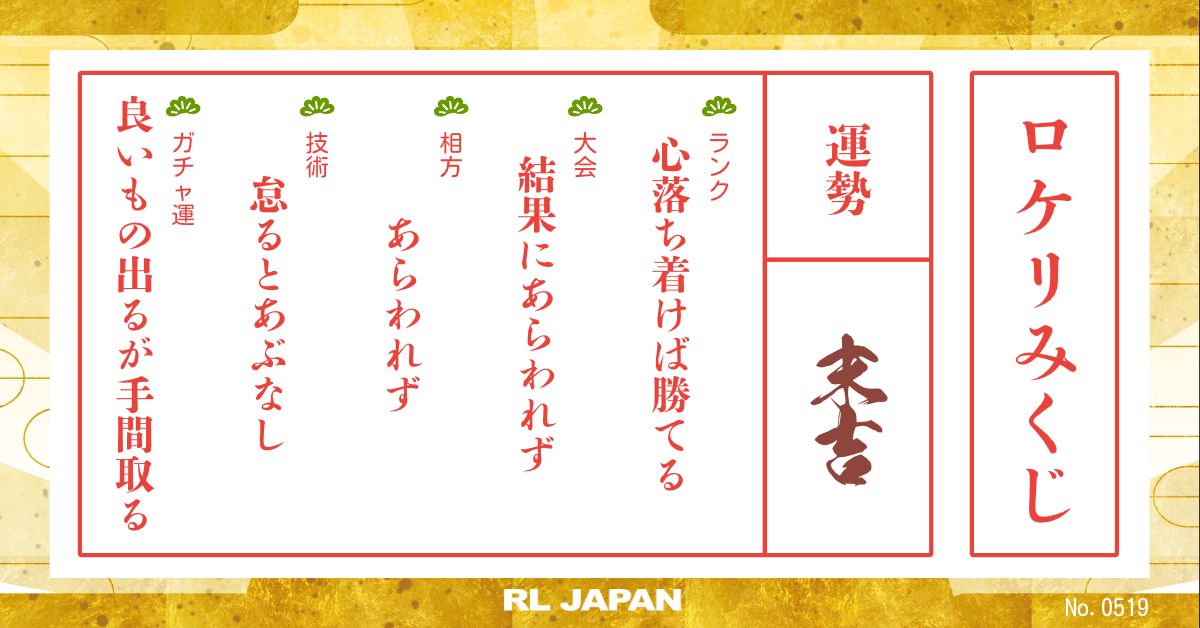 ロケリみくじ
運勢
末吉
ランク
心落ち着けば勝てる
大会
結果にあらわれず
相方
あらわれず
技術
怠るとあぶなし
ガチャ運
良いもの出るが手間取る
RL JAPAN
No. 0519